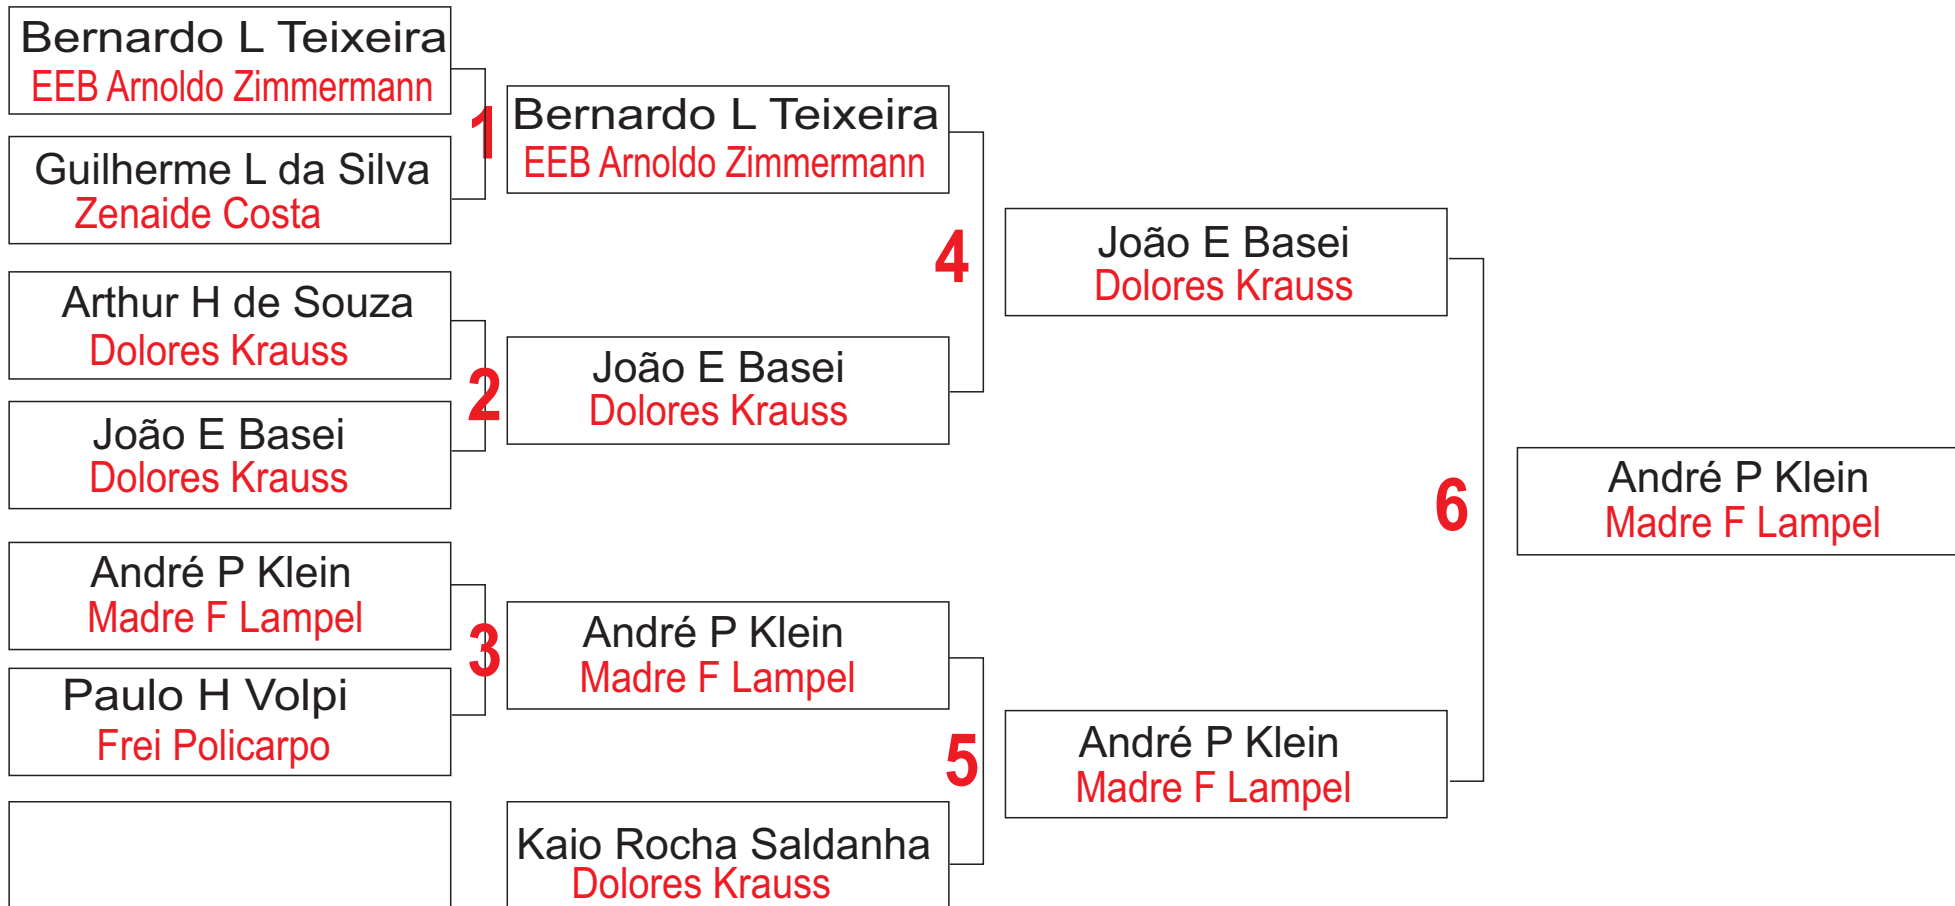 Bernardo L Teixeira
EEB Arnoldo Zimmermann
Guilherme L da Silva
Zenaide Costa
Arthur H de Souza
Dolores Krauss
João E Basei
Dolores Krauss
André P Klein
Madre F Lampel
Paulo H Volpi
Frei Policarpo
1
2
3
Bernardo L Teixeira
EEB Arnoldo Zimmermann
João E Basei
Dolores Krauss
André P Klein
Madre F Lampel
Kaio Rocha Saldanha
Dolores Krauss
4
5
João E Basei
Dolores Krauss
André P Klein
Madre F Lampel
6
André P Klein
Madre F Lampel